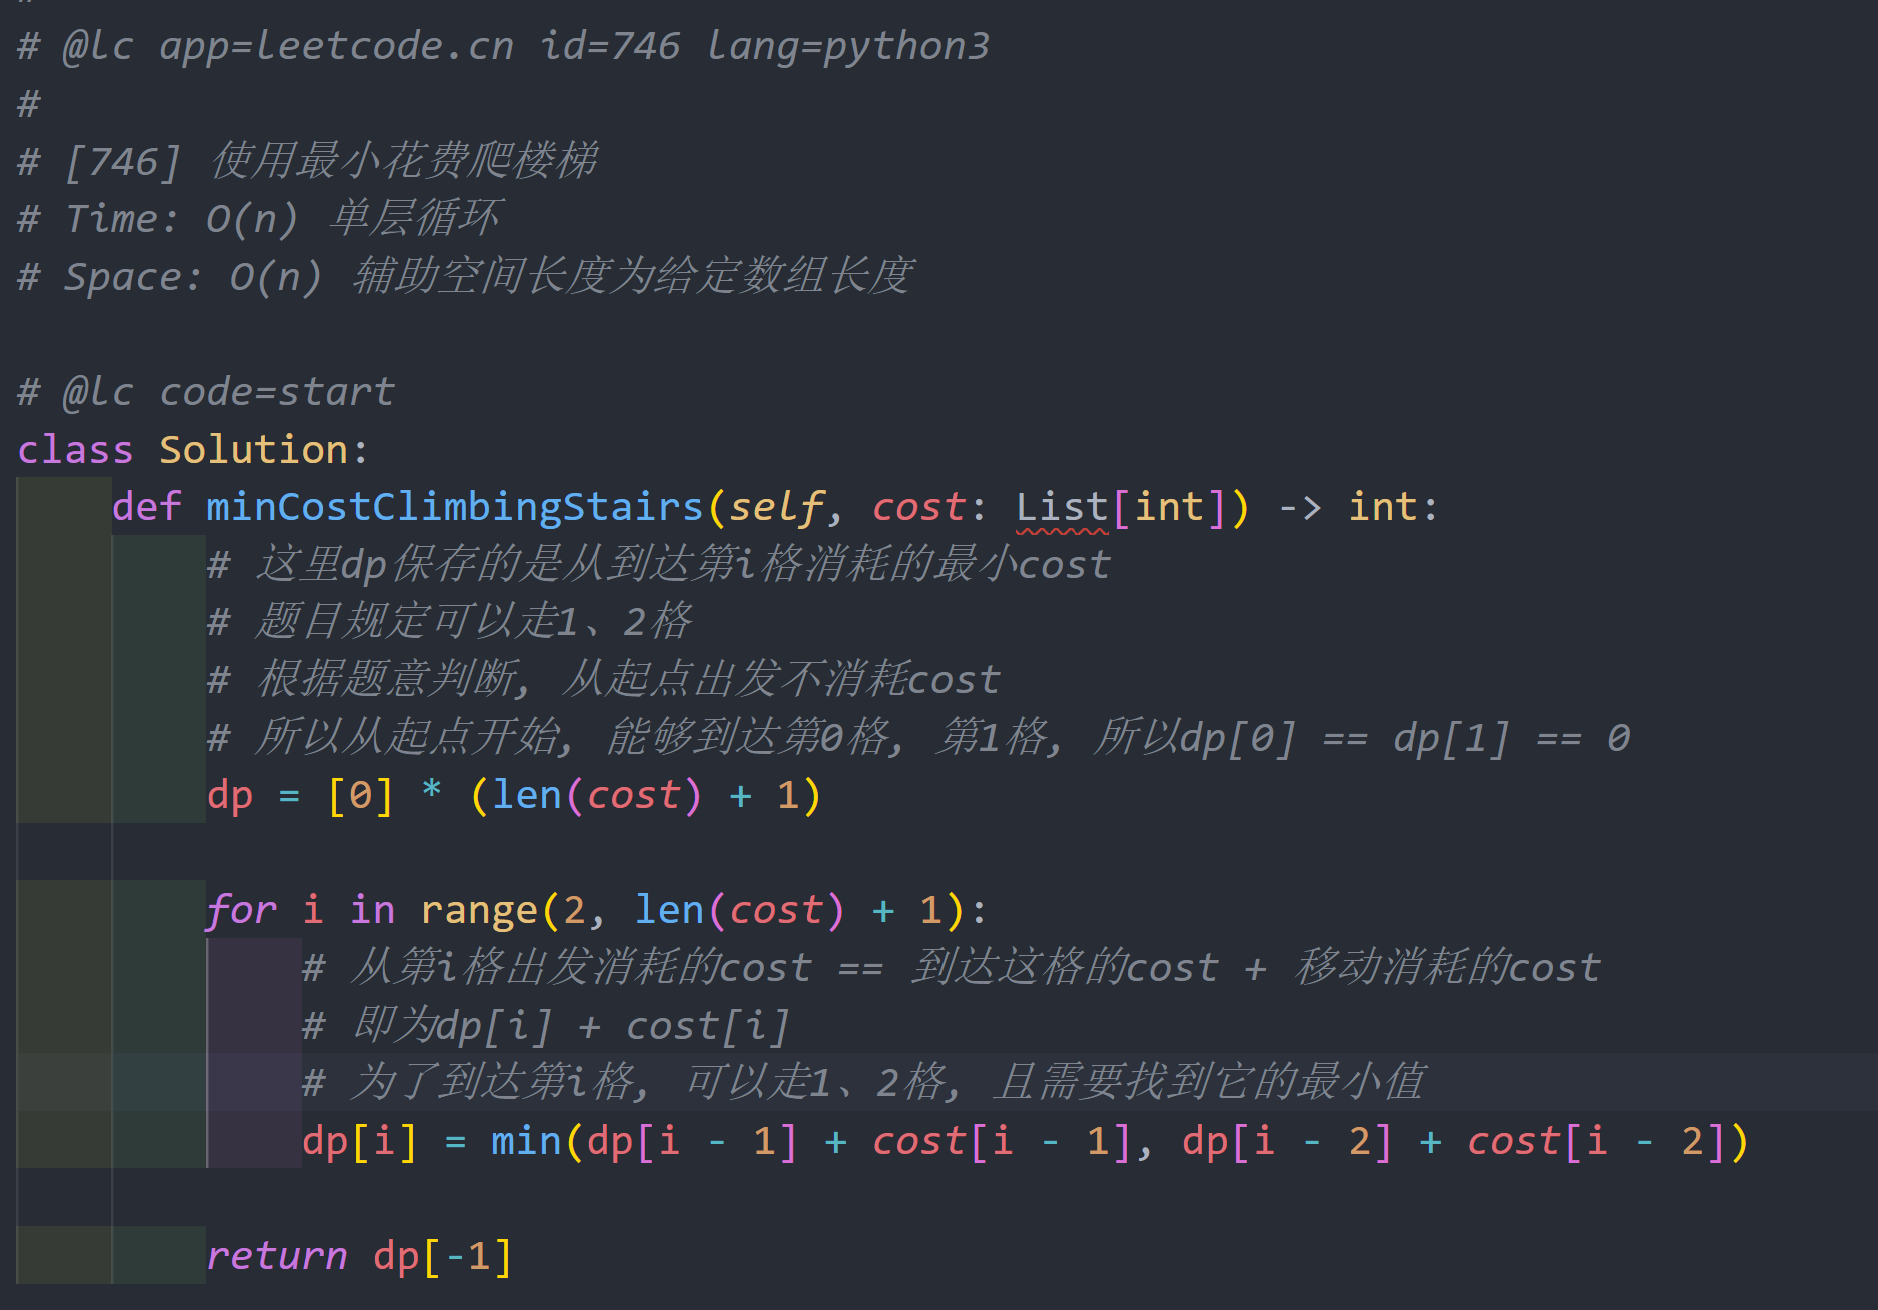 #
# @lc app=leetcode.cn id=746 lang=python3
#
# [746] 使用最小花费爬楼梯
# Time: O(n) 单层循环
# Space: O(n) 辅助空间长度为给定数组长度
# @lc code=start
class Solution:
def minCostClimbingStairs(self, cost: List[int]) -> int:
# 这里dp保存的是从到达第i格消耗的最小cost
# 题目规定可以走1、2格
# 根据题意判断, 从起点出发不消耗cost
# 所以从起点开始, 能够到达第0格, 第1格, 所以dp[0] == dp[1] == 0
dp = [0] * (len(cost) + 1)
for i in range(2, len(cost) + 1):
# 从第i格出发消耗的cost == 到达这格的cost + 移动消耗的cost
# 即为dp[i] + cost[i]
# 为了到达第i格, 可以走1、2格, 且需要找到它的最小值
dp[i] = min(dp[i - 1] + cost[i - 1], dp[i - 2] + cost[i - 2])
return dp[-1]